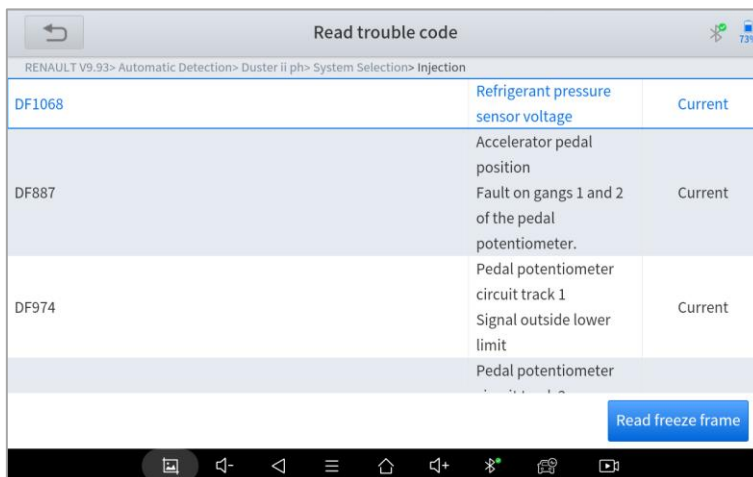 Read trouble code
73%
RENAULT V9.93> Automatic Detection> Duster ii ph> System Selection> Injection
DF1068
Refrigerant pressure
sensor voltage
Current
DF887
Accelerator pedal
position
Fault on gangs 1 and 2
of the pedal
potentiometer.
Current
DF974
Pedal potentiometer
circuit track 1
Signal outside lower
limit
Current
Pedal potentiometer
Read freeze frame